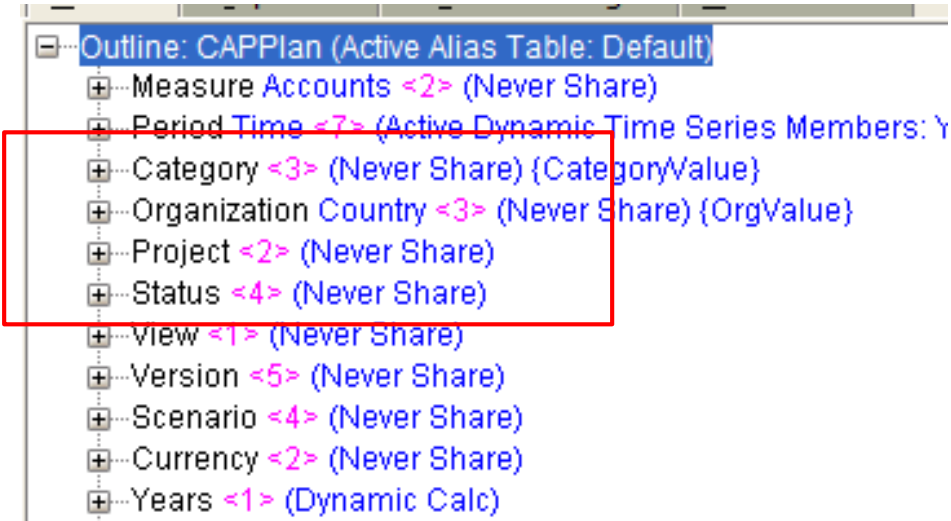 Outline: CAPPlan (Active Alias Table: Default)
Measure Accounts <2> (Never Share)
Period Time <7> (Active Dynamic Time Series Members: Y
Category <3> (Never Share) {CategoryValue}
Organization Country <3> (Never Share) {OrgValue}
Project <2> (Never Share)
Status <4> (Never Share)
View <1> (Never Share)
Version <5> (Never Share)
Scenario <4> (Never Share)
Currency <2> (Never Share)
Years <1> (Dynamic Calc)